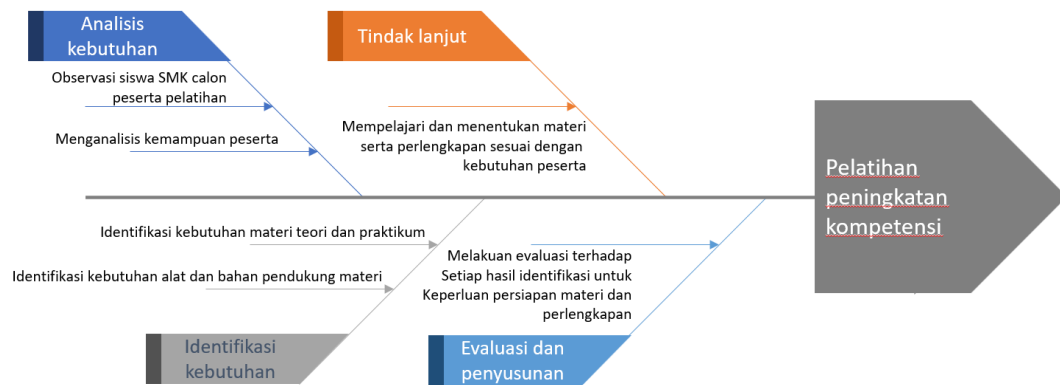 Analisis
kebutuhan
Observasi siswa SMK calon
peserta pelatihan
Menganalisis kemampuan peserta
Tindak lanjut
Mempelajari dan menentukan materi
serta perlengkapan sesuai dengan
kebutuhan peserta
Identifikasi kebutuhan materi teori dan praktikum
Identifikasi kebutuhan alat dan bahan pendukung materi
Identifikasi
kebutuhan
Melakuan evaluasi terhadap
Setiap hasil identifikasi untuk
Keperluan persiapan materi dan
perlengkapan
Evaluasi dan
penyusunan
Pelatihan
peningkatan
kompetensi